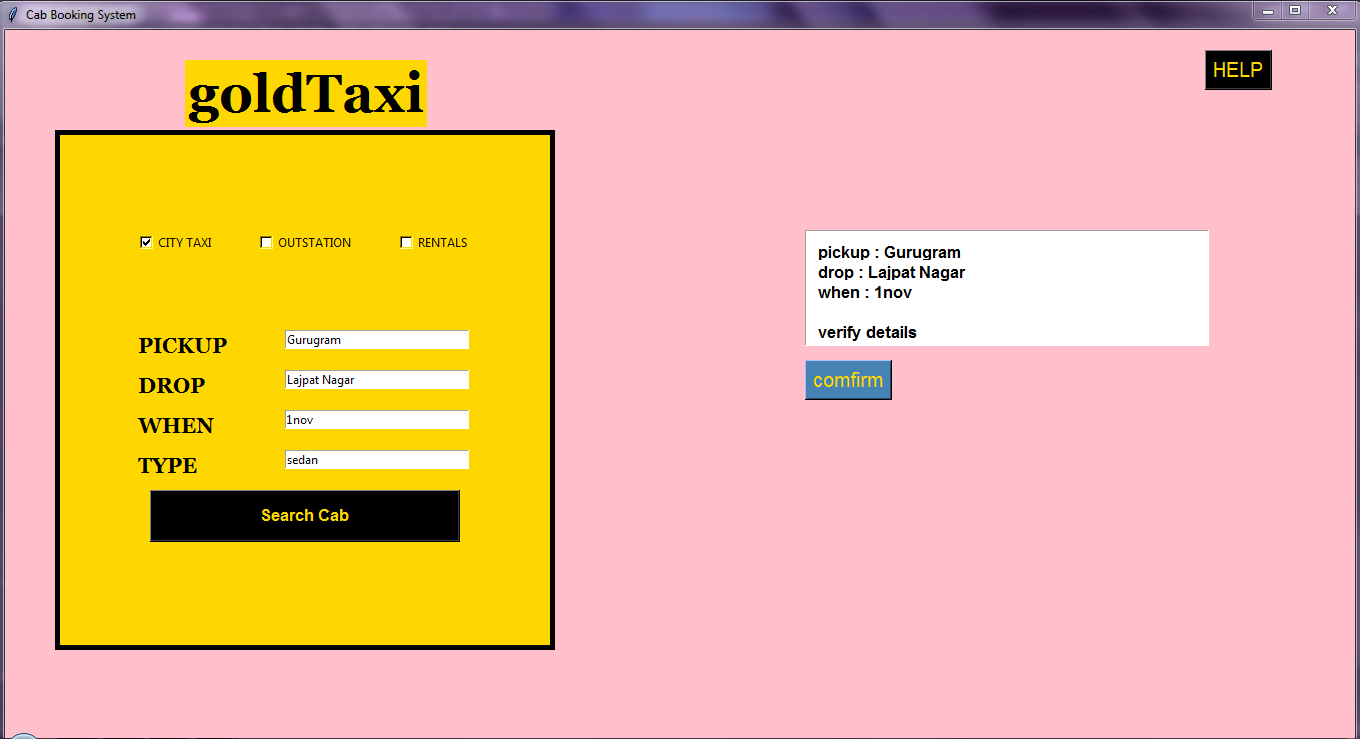 Cab Booking System
goldTaxi
HELP
CITY TAXI OUTSTATION RENTALS
PICKUP Gurugram
DROP Lajpat Nagar
WHEN 1nov
TYPE sedan
Search Cab
pickup : Gurugram
drop : Lajpat Nagar
when : 1nov
verify details
comfirm